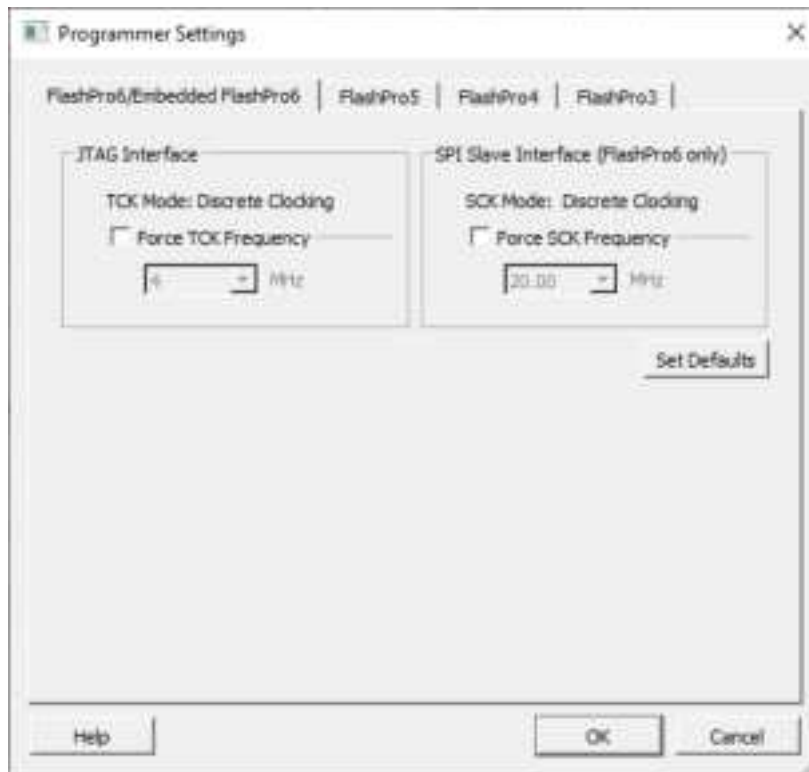 Programmer Settings
FlashPro6/Embedded FlashPro6
FlashPro5
FlashPro4
FlashPro3
JTAG Interface
TCK Mode: Discrete Clocking
Force TCK Frequency
4 MHz
SPI Slave Interface (FlashPro6 only)
SCK Mode: Discrete Clocking
Force SCK Frequency
20.00 MHz
Set Defaults
Help
OK
Cancel